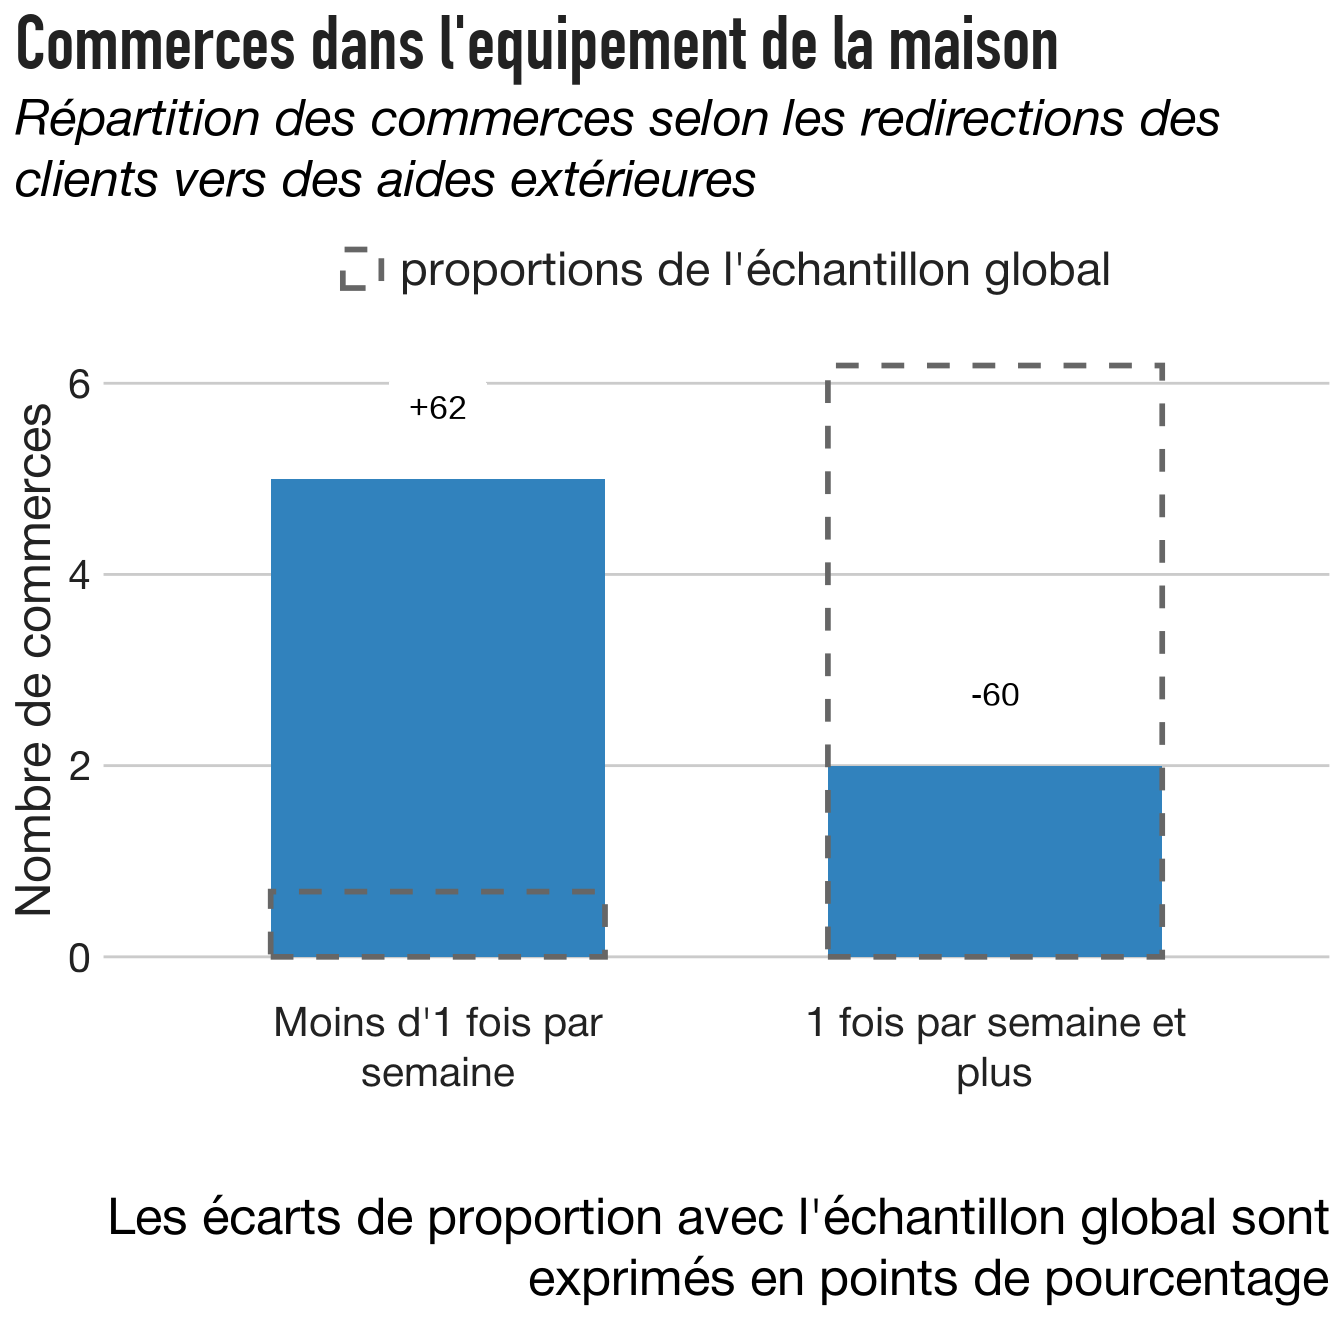 Commerces dans l'equipement de la maison
Répartition des commerces selon les redirections des
clients vers des aides extérieures
proportions de l'échantillon global
Nombre de commerces
6
4
2
0
+62
-60
Moins d'1 fois par
semaine
1 fois par semaine et
plus
Les écarts de proportion avec l'échantillon global sont
exprimés en points de pourcentage